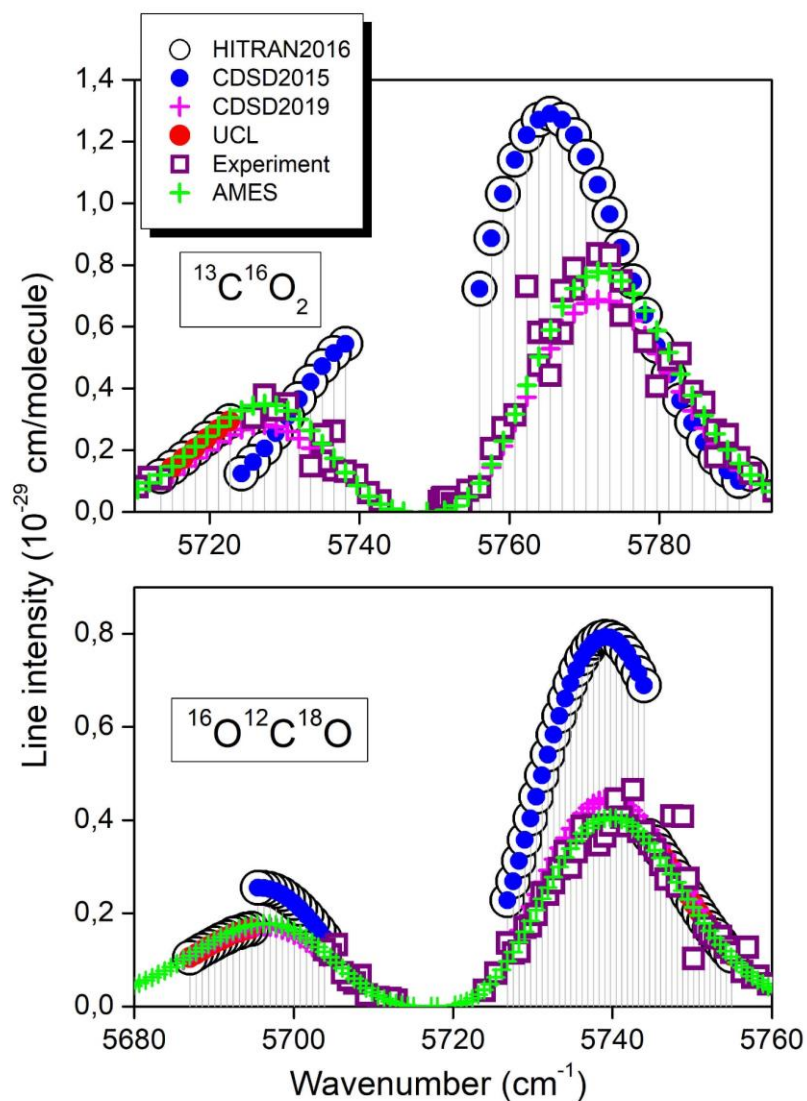 HITRAN2016
CDSD2015
CDSD2019
UCL
Experiment
AMES
1,4
1,2
1,0
0,8
0,6
0,4
0,2
0,0
¹³C¹⁶O₂
5720 5740 5760 5780
Line intensity (10⁻²⁹ cm/molecule)
0,8
0,6
0,4
0,2
0,0
¹⁶O¹²C¹⁸O
5680 5700 5720 5740 5760
Wavenumber (cm⁻¹)